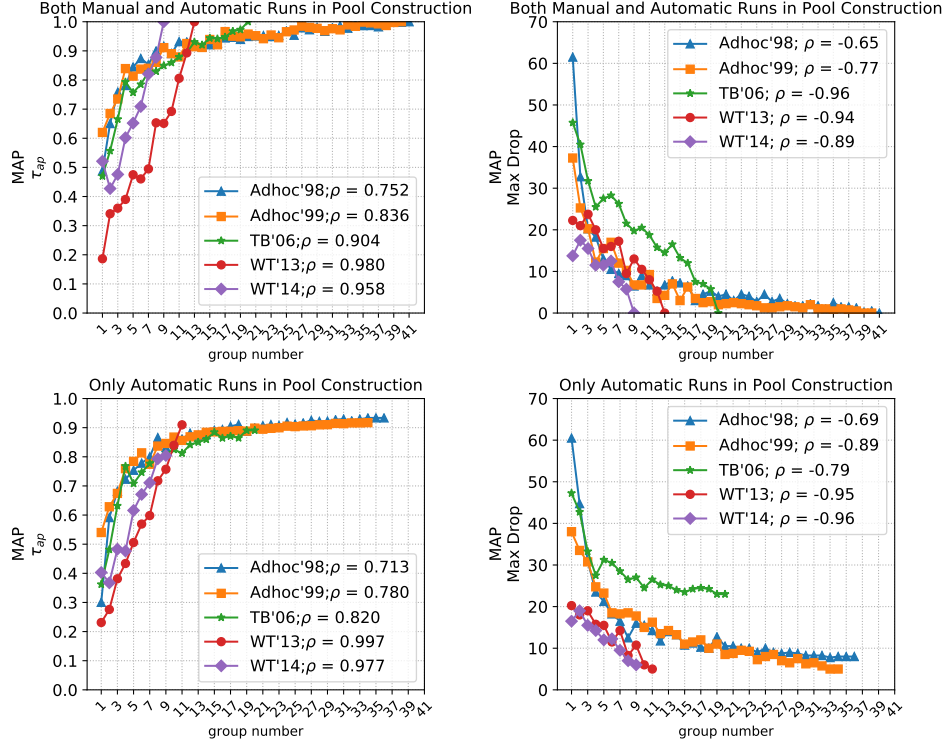 Both Manual and Automatic Runs in Pool Construction
1.0
0.9
0.8
0.7
0.6
0.5
0.4
0.3
0.2
0.1
0.0
MAP
τap
Adhoc'98;ρ = 0.752
Adhoc'99;ρ = 0.836
TB'06;ρ = 0.904
WT'13;ρ = 0.980
WT'14;ρ = 0.958
1 3 5 7 9 11 13 15 17 19 21 23 25 27 29 31 33 35 37 39 41
group number
Both Manual and Automatic Runs in Pool Construction
70
60
50
40
30
20
10
0
MAP
Max Drop
Adhoc'98; ρ = -0.65
Adhoc'99; ρ = -0.77
TB'06; ρ = -0.96
WT'13; ρ = -0.94
WT'14; ρ = -0.89
1 3 5 7 9 11 13 15 17 19 21 23 25 27 29 31 33 35 37 39 41
group number
Only Automatic Runs in Pool Construction
1.0
0.9
0.8
0.7
0.6
0.5
0.4
0.3
0.2
0.1
0.0
MAP
τap
Adhoc'98;ρ = 0.713
Adhoc'99;ρ = 0.780
TB'06;ρ = 0.820
WT'13;ρ = 0.997
WT'14;ρ = 0.977
1 3 5 7 9 11 13 15 17 19 21 23 25 27 29 31 33 35 37 39 41
group number
Only Automatic Runs in Pool Construction
70
60
50
40
30
20
10
0
MAP
Max Drop
Adhoc'98; ρ = -0.69
Adhoc'99; ρ = -0.89
TB'06; ρ = -0.79
WT'13; ρ = -0.95
WT'14; ρ = -0.96
1 3 5 7 9 11 13 15 17 19 21 23 25 27 29 31 33 35 37 39 41
group number